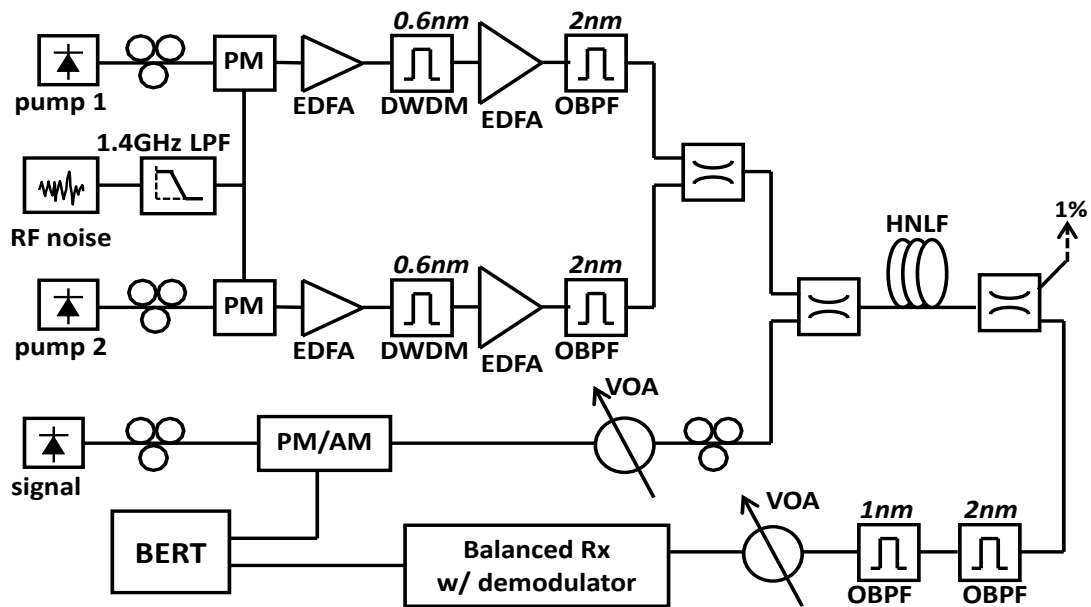 0.6nm
2nm
PM
pump 1
EDFA
DWDM
EDFA
OBPF
1.4GHz LPF
RF noise
HNLF
1%
0.6nm
2nm
PM
pump 2
EDFA
DWDM
EDFA
OBPF
VOA
PM/AM
signal
VOA
1nm
2nm
BERT
Balanced Rx
w/ demodulator
OBPF
OBPF